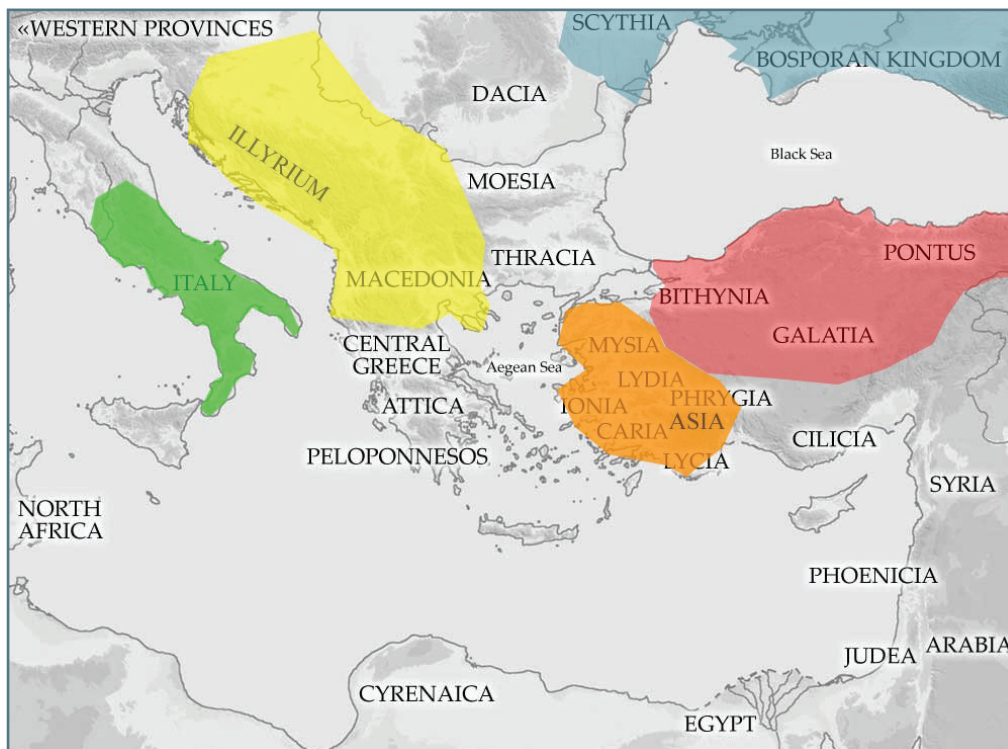 «WESTERN PROVINCES
SCYTHIA
BOSPORAN KINGDOM
DACIA
ILLYRIUM
Black Sea
MOESIA
THRACIA
PONTUS
ITALY
MACEDONIA
BITHYNIA
GALATIA
CENTRAL
GREECE
Aegean Sea
MYSIA
LYDIA
PHRYGIA
ATTICA
IONIA
CARIA
ASIA
CILICIA
PELOPONNESOS
LYCIA
SYRIA
NORTH
AFRICA
PHOENICIA
ARABIA
JUDEA
CYRENAICA
EGYPT